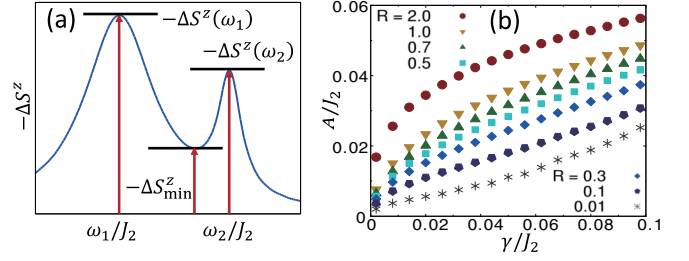 (a)
−ΔS^z(ω₁)
−ΔS^z(ω₂)
−ΔS^z
−ΔS^z_min
ω₁/J₂
ω₂/J₂
(b)
0.06
0.04
0.02
0
A/J₂
R = 2.0
1.0
0.7
0.5
R = 0.3
0.1
0.01
0.02
0.04
0.06
0.08
0.1
γ/J₂